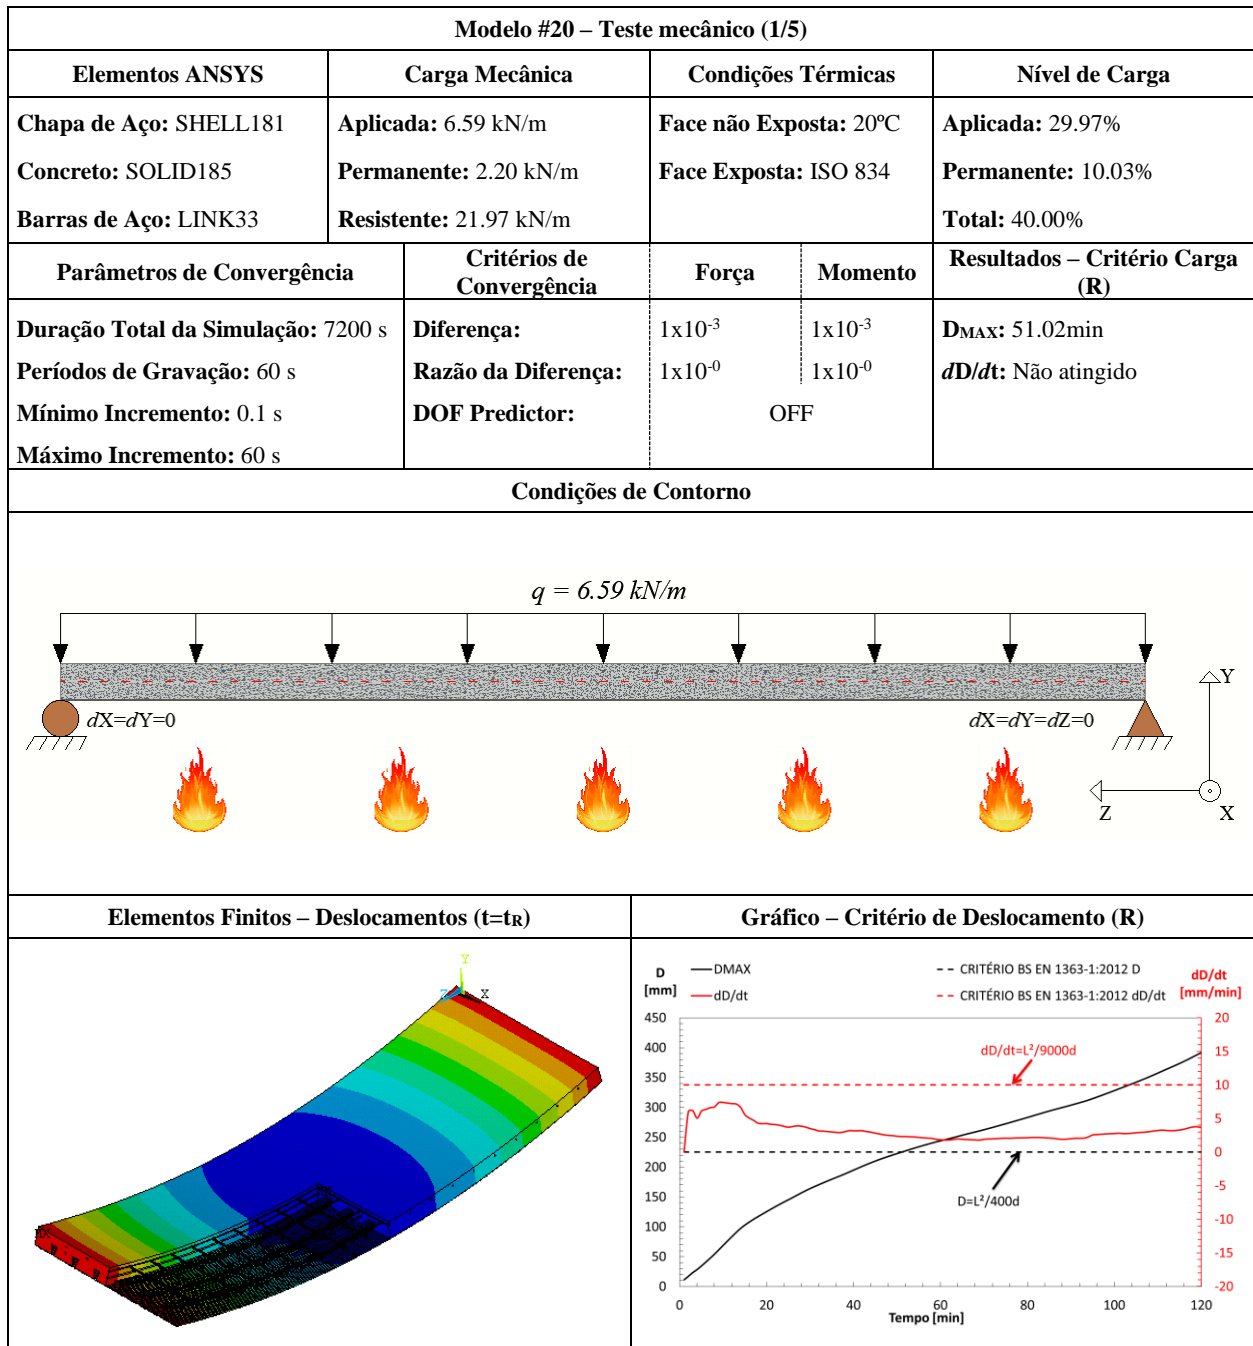 Modelo #20 – Teste mecânico (1/5)
Elementos ANSYS
Carga Mecânica
Condições Térmicas
Nível de Carga
Chapa de Aço: SHELL181
Concreto: SOLID185
Barras de Aço: LINK33
Aplicada: 6.59 kN/m
Permanente: 2.20 kN/m
Resistente: 21.97 kN/m
Face não Exposta: 20ºC
Face Exposta: ISO 834
Aplicada: 29.97%
Permanente: 10.03%
Total: 40.00%
Parâmetros de Convergência
Critérios de
Convergência
Força
Momento
Resultados – Critério Carga
(R)
Duração Total da Simulação: 7200 s
Períodos de Gravação: 60 s
Mínimo Incremento: 0.1 s
Máximo Incremento: 60 s
Diferença:
Razão da Diferença:
DOF Predictor:
1x10-3
1x10-3
1x10-0
1x10-0
OFF
DMAX: 51.02min
dD/dt: Não atingido
Condições de Contorno
q = 6.59 kN/m
dX=dY=0
dX=dY=dZ=0
Y
Z
X
Elementos Finitos – Deslocamentos (t=tR)
Gráfico – Critério de Deslocamento (R)
Y
Z
X
MX
D
[mm]
DMAX
dD/dt
CRITÉRIO BS EN 1363-1:2012 D
CRITÉRIO BS EN 1363-1:2012 dD/dt
dD/dt
[mm/min]
450
400
350
300
250
200
150
100
50
0
20
15
10
5
0
-5
-10
-15
-20
dD/dt=L²/9000d
D=L²/400d
0
20
40
60
80
100
120
Tempo [min]